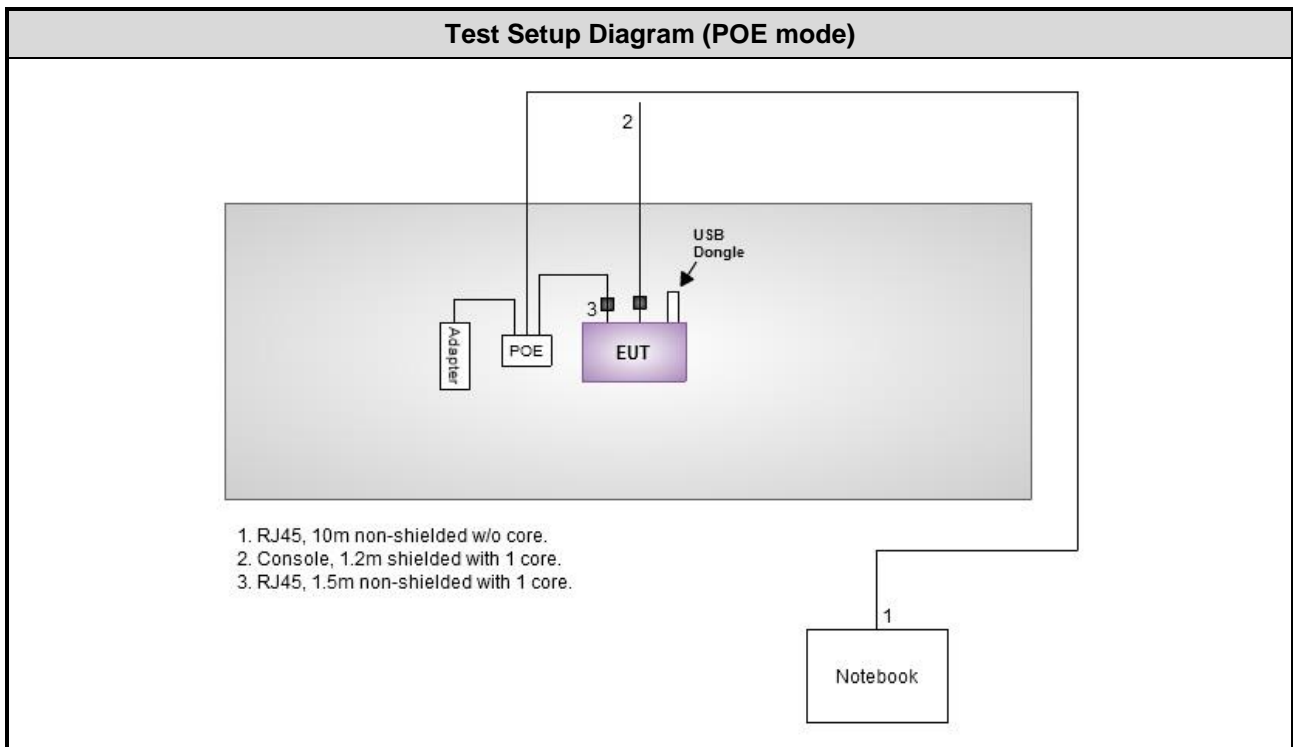 Test Setup Diagram (POE mode)
2
USB
Dongle
3
Adapter
POE
EUT
1. RJ45, 10m non-shielded w/o core.
2. Console, 1.2m shielded with 1 core.
3. RJ45, 1.5m non-shielded with 1 core.
1
Notebook